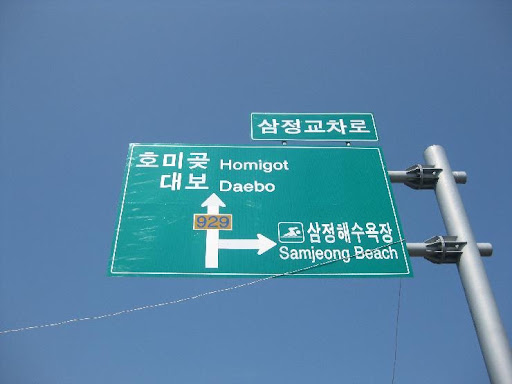 삼정교차로
호미곶 Homigot
대보 Daebo
929
삼정해수욕장
Samjeong Beach